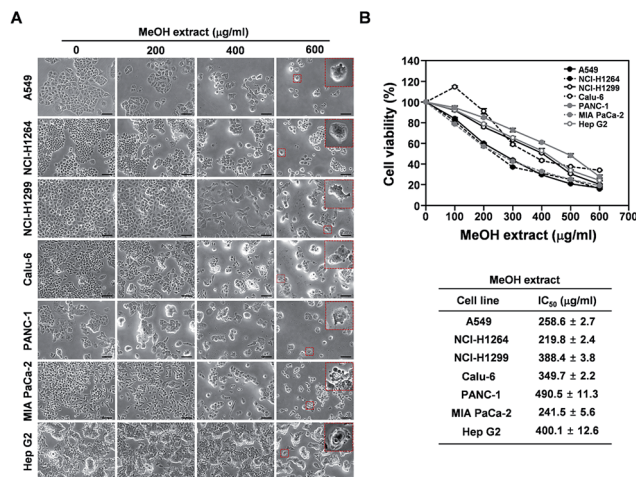 A
MeOH extract (μg/ml)
0 200 400 600
A549
NCI-H1264
NCI-H1299
Calu-6
PANC-1
MIA PaCa-2
Hep G2
B
Cell viability (%)
140
120
100
80
60
40
20
0
0 100 200 300 400 500 600 700
MeOH extract (μg/ml)
A549
NCI-H1264
NCI-H1299
Calu-6
PANC-1
MIA PaCa-2
Hep G2
MeOH extract
Cell line IC50 (μg/ml)
A549 258.6 ± 2.7
NCI-H1264 219.8 ± 2.4
NCI-H1299 388.4 ± 3.8
Calu-6 349.7 ± 2.2
PANC-1 490.5 ± 11.3
MIA PaCa-2 241.5 ± 5.6
Hep G2 400.1 ± 12.6